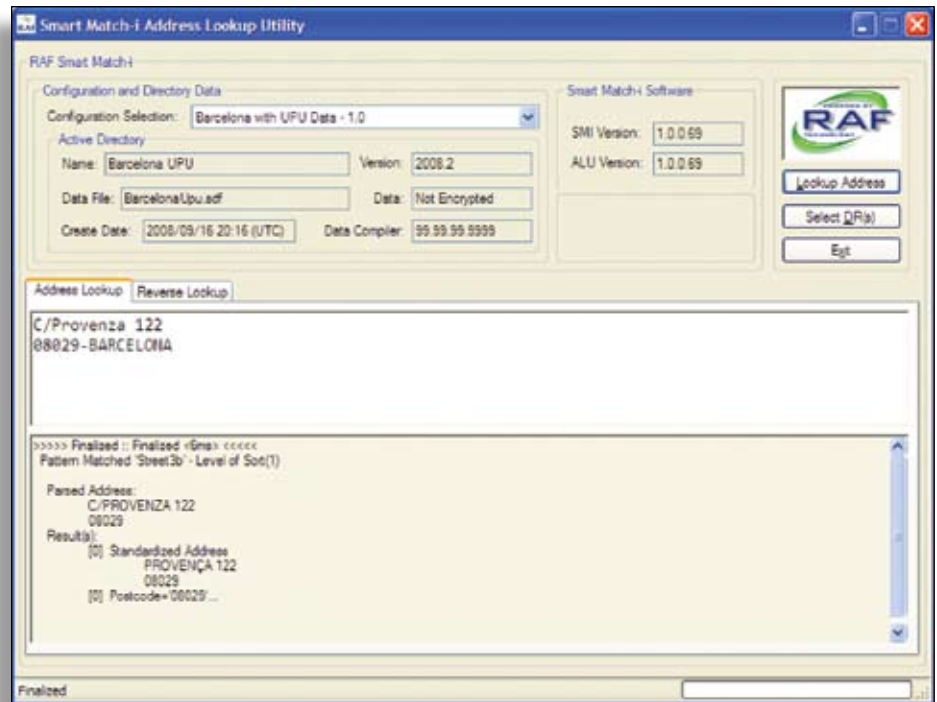 Smart Match-i Address Lookup Utility
RAF Smart Match-i
Configuration and Directory Data
Configuration Selection: Barcelona with UPU Data - 1.0
Active Directory
Name: Barcelona UPU Version: 2008.2
Data File: BarcelonaUpu.sdf Data: Not Encrypted
Create Date: 2008/09/16 20:16 (UTC) Data Compiler: 99.99.99.9999
Smart Match-i Software
SMI Version: 1.0.0.69
ALU Version: 1.0.0.69
POWERED BY
RAF
TECHNOLOGY
Lookup Address
Select DR(s)
Exit
Address Lookup Reverse Lookup
C/Provenza 122
08029-BARCELONA
>>>>> Finalized :: Finalized <6ms> <<<<<
Pattern Matched 'Street3b' - Level of Sort(1)
Parsed Address:
C/PROVENZA 122
08029
Result(s):
[0] Standardized Address
PROVENÇA 122
08029
[0] Postcode='08029'...
Finalized